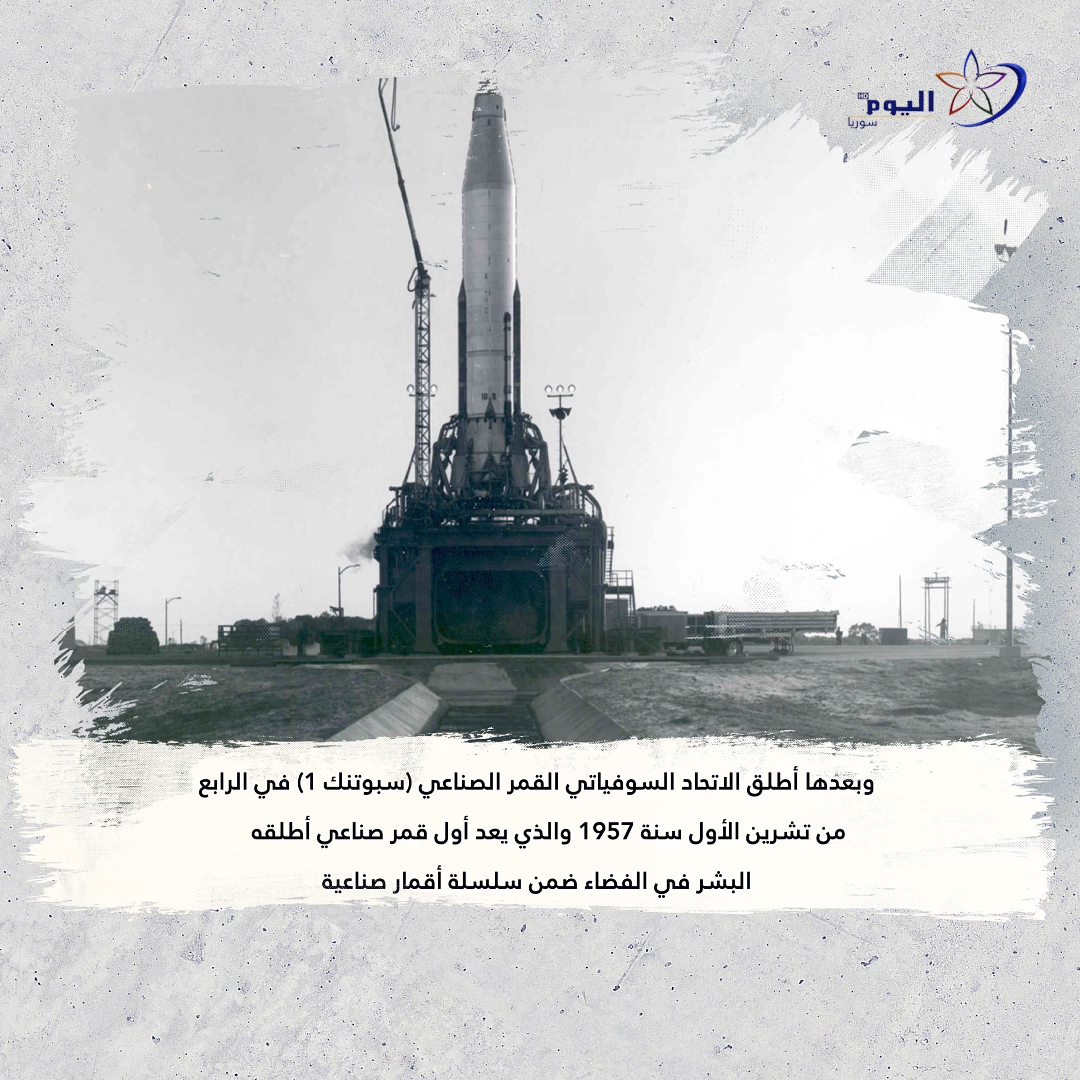 اليوم
HD
سوريا
وبعدها أطلق الاتحاد السوفياتي القمر الصناعي (سبوتنك 1) في الرابع
من تشرين الأول سنة 1957 والذي يعد أول قمر صناعي أطلقه
البشر في الفضاء ضمن سلسلة أقمار صناعية